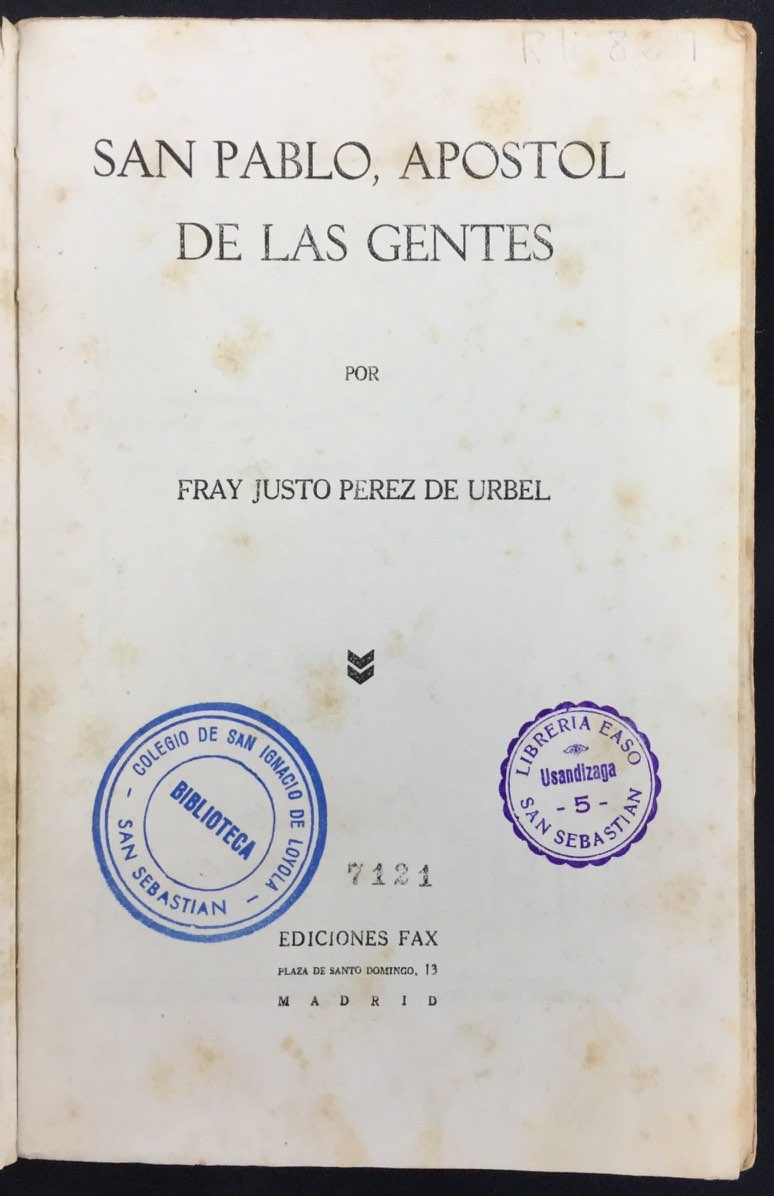 SAN PABLO, APOSTOL
DE LAS GENTES
POR
FRAY JUSTO PEREZ DE URBEL
COLEGIO DE SAN IGNACIO DE LOYOLA
BIBLIOTECA
- SAN SEBASTIAN -
LIBRERIA EASO
Usandizaga
- 5 -
SAN SEBASTIAN
7121
EDICIONES FAX
PLAZA DE SANTO DOMINGO, 13
MADRID